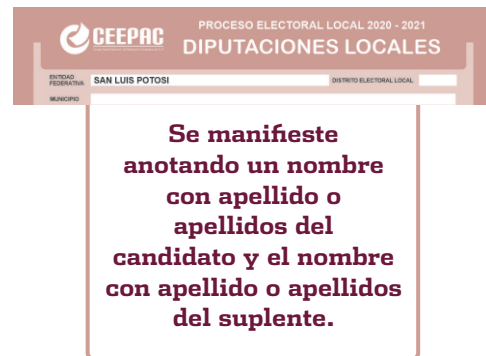 CEEPAC
PROCESO ELECTORAL LOCAL 2020 - 2021
DIPUTACIONES LOCALES
ENTIDAD
FEDERATIVA
SAN LUIS POTOSI
DISTRITO ELECTORAL LOCAL
MUNICIPIO
Se manifieste
anotando un nombre
con apellido o
apellidos del
candidato y el nombre
con apellido o apellidos
del suplente.